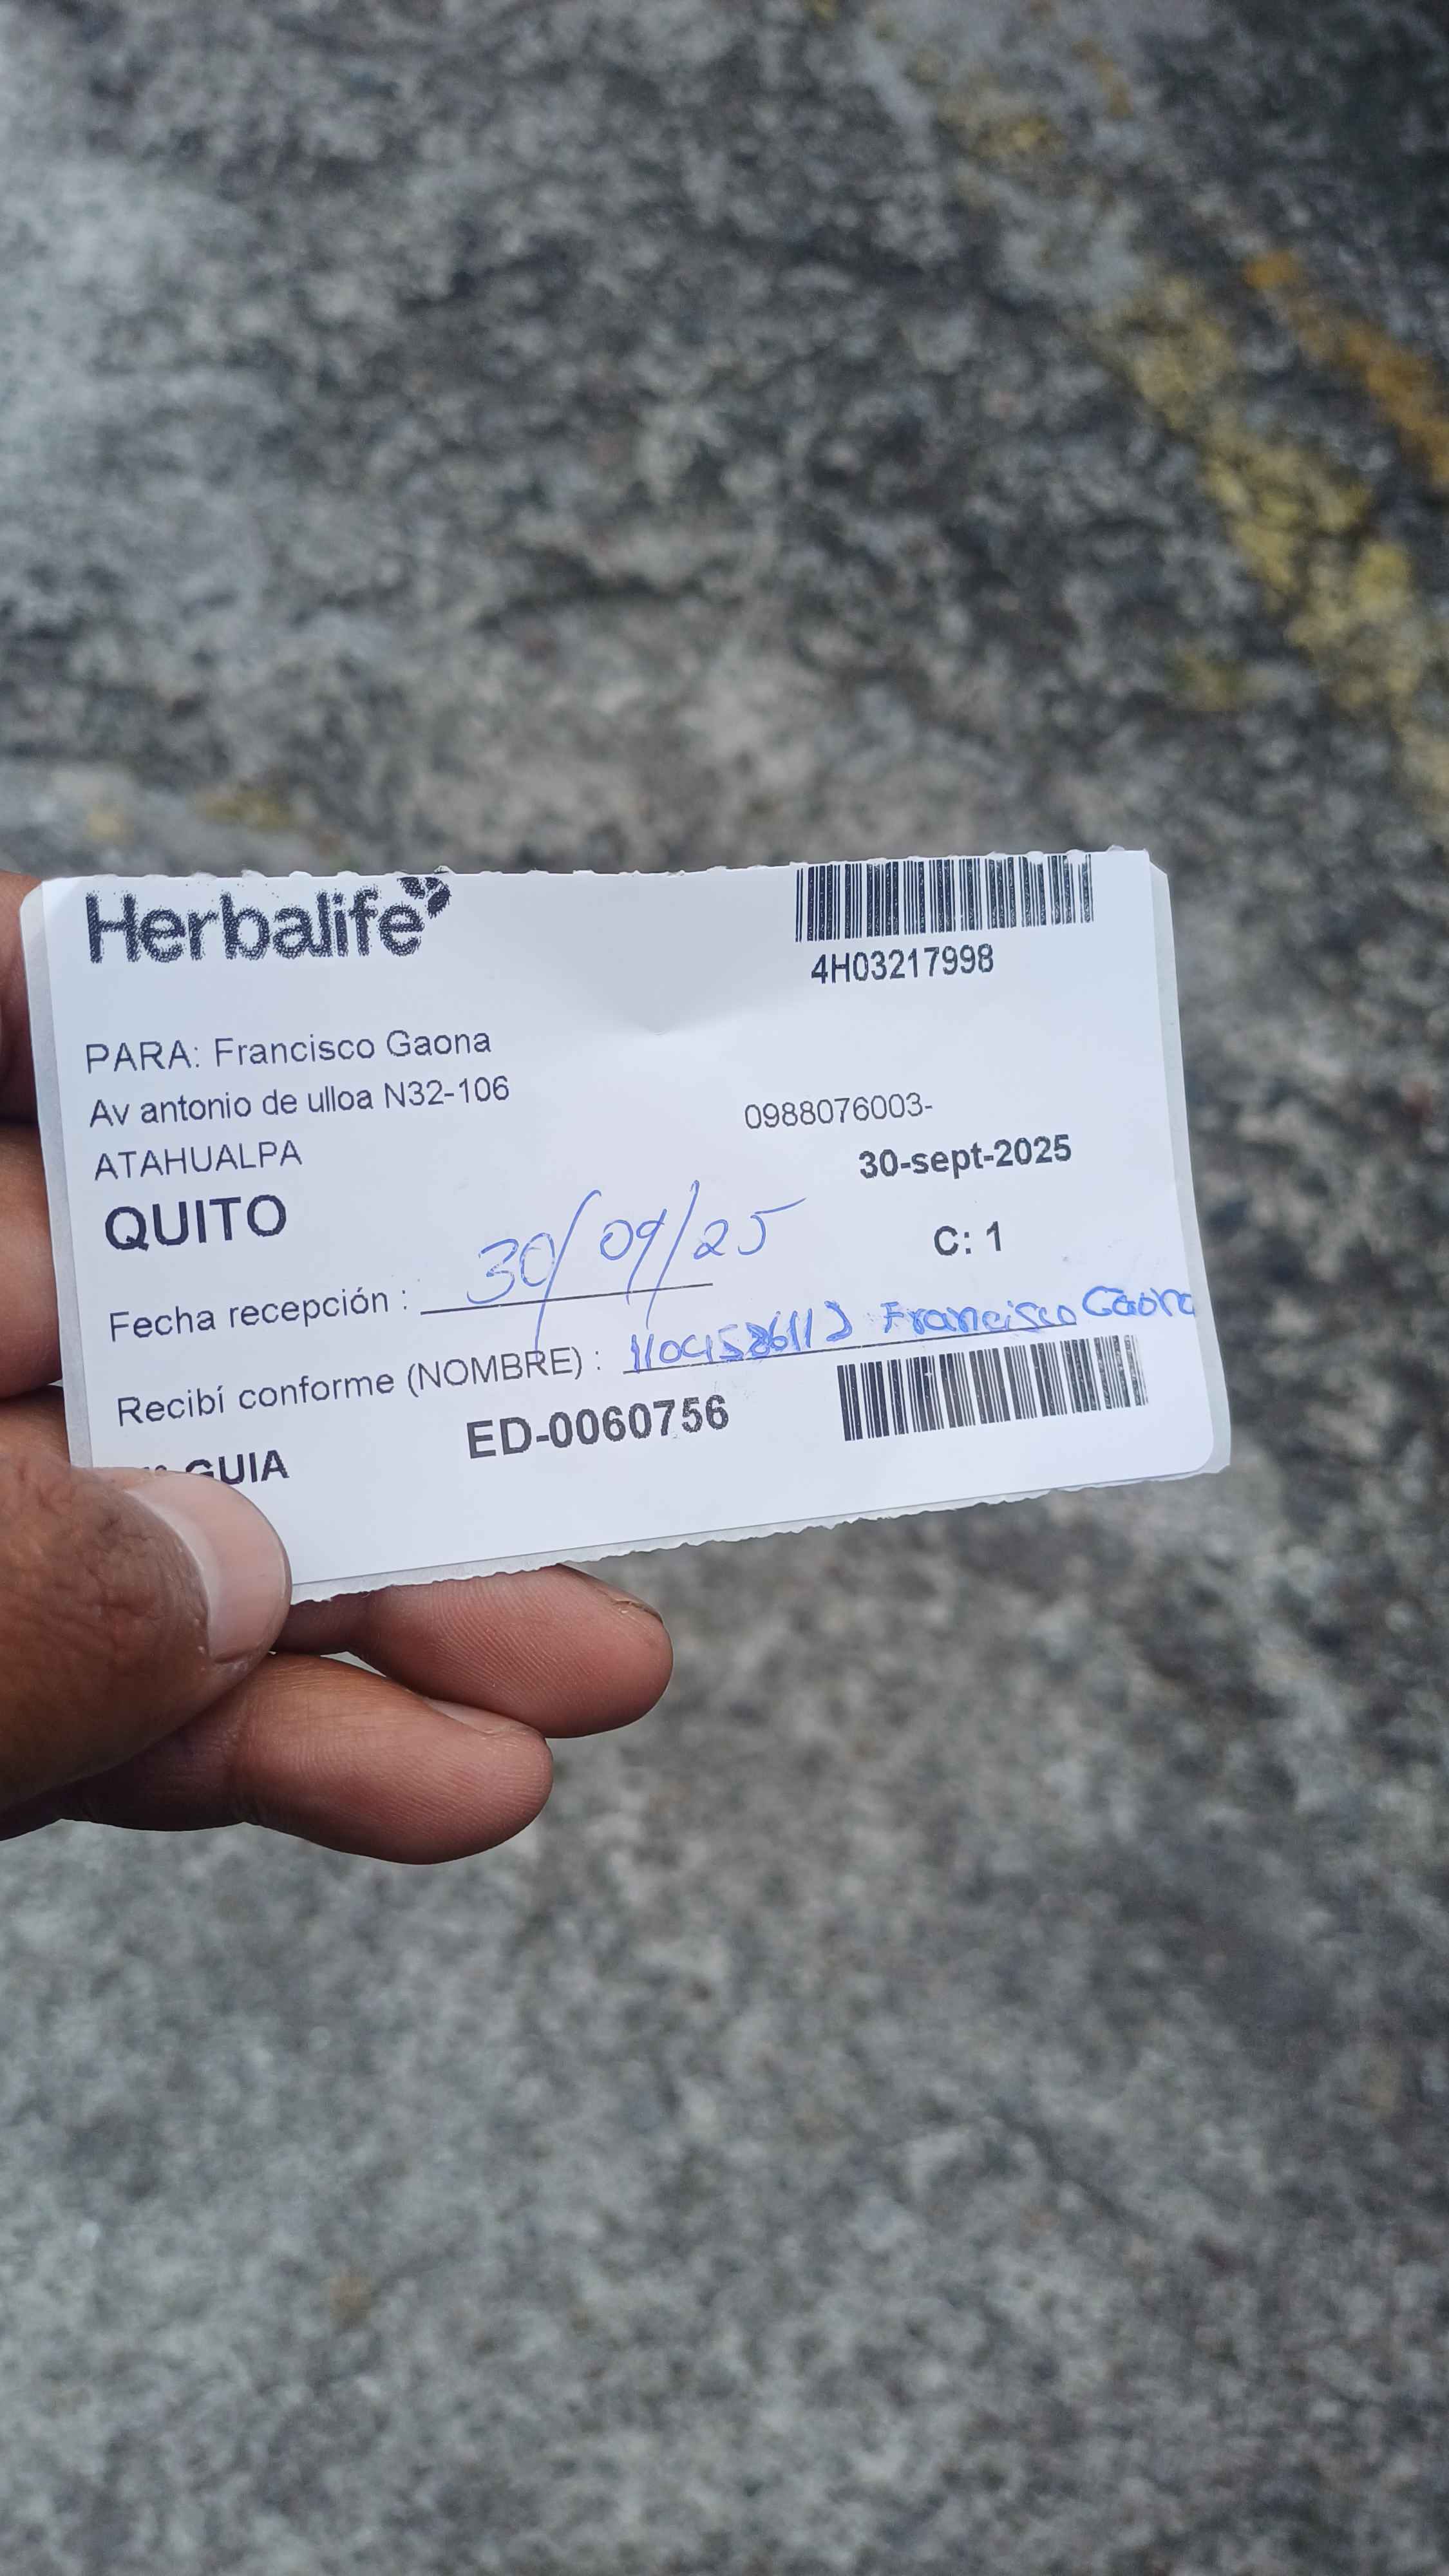 Herbalife
4H03217998
PARA: Francisco Gaona
Av antonio de ulloa N32-106
0988076003-
ATAHUALPA
30-sept-2025
QUITO
C: 1
Fecha recepción : 30/09/25
Recibí conforme (NOMBRE) : Francisco Gaona
GUIA ED-0060756